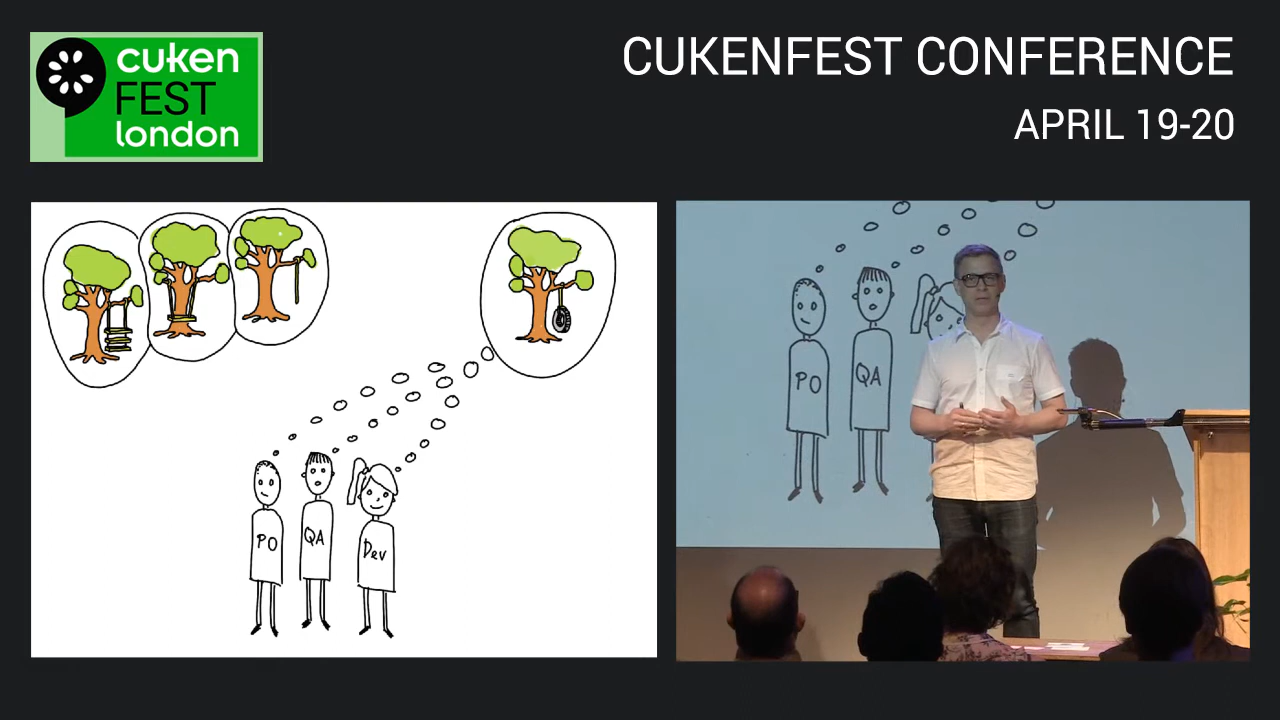 cuken
FEST
london
CUKENFEST CONFERENCE
APRIL 19-20
PO
QA
Dev
PO
QA